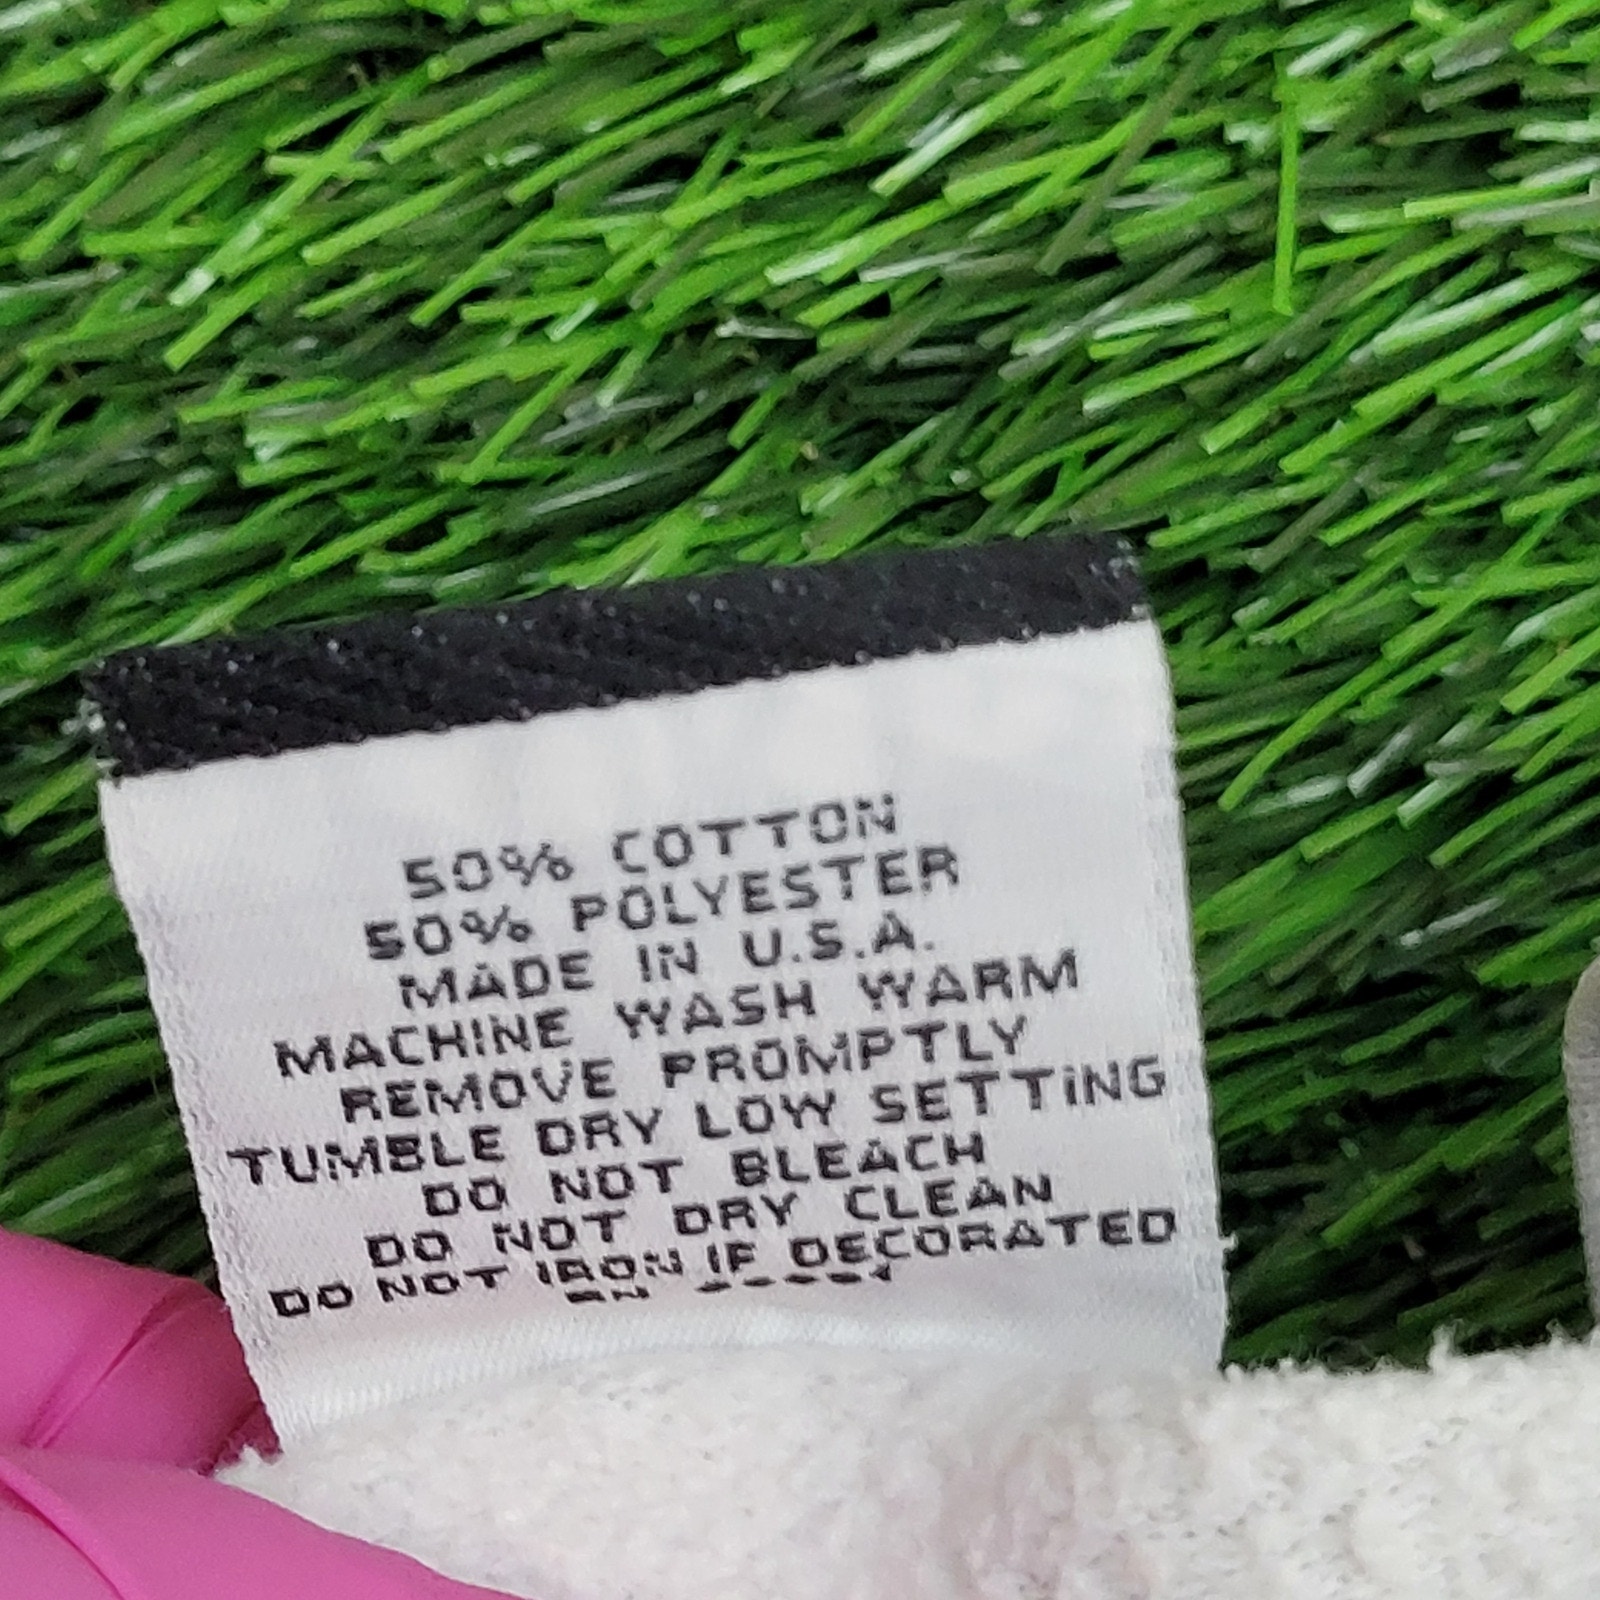 50% COTTON
50% POLYESTER
MADE IN U.S.A.
MACHINE WASH WARM
REMOVE PROMPTLY
TUMBLE DRY LOW SETTING
DO NOT BLEACH
DO NOT DRY CLEAN
DO NOT IRON IF DECORATED